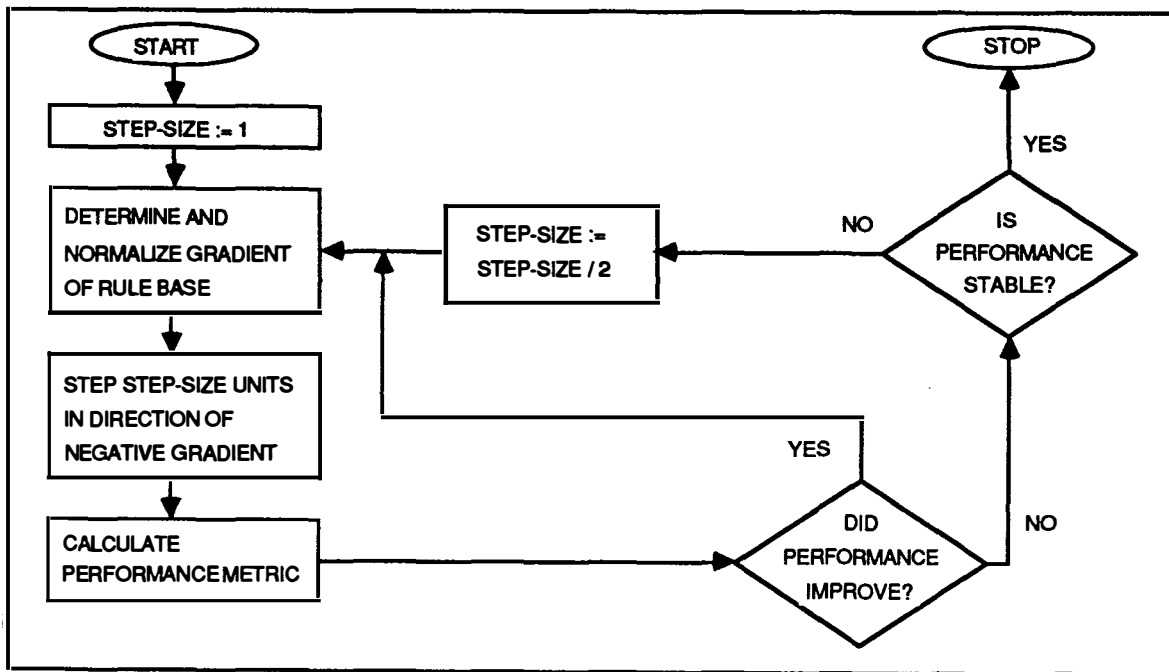 START
STEP-SIZE := 1
DETERMINE AND
NORMALIZE GRADIENT
OF RULE BASE
STEP STEP-SIZE UNITS
IN DIRECTION OF
NEGATIVE GRADIENT
CALCULATE
PERFORMANCE METRIC
DID
PERFORMANCE
IMPROVE?
YES
NO
IS
PERFORMANCE
STABLE?
NO
STEP-SIZE :=
STEP-SIZE / 2
YES
STOP